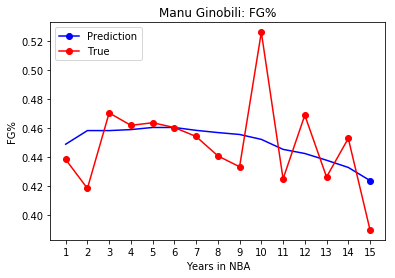 Manu Ginobili: FG%
Prediction
True
FG%
0.52
0.50
0.48
0.46
0.44
0.42
0.40
1 2 3 4 5 6 7 8 9 10 11 12 13 14 15
Years in NBA